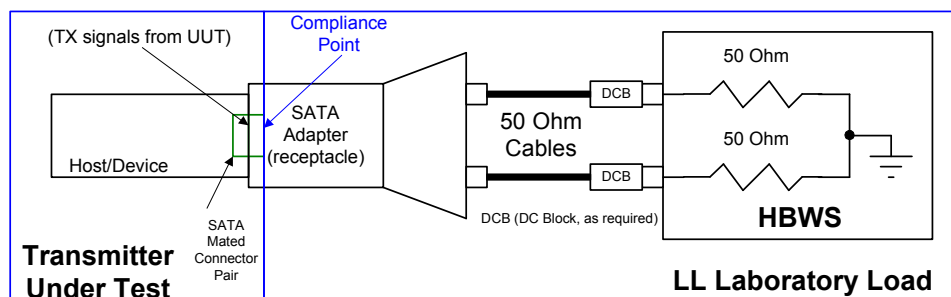 (TX signals from UUT)
Compliance
Point
SATA
Adapter
(receptacle)
Host/Device
SATA
Mated
Connector
Pair
Transmitter
Under Test
50 Ohm
Cables
DCB
DCB
DCB (DC Block, as required)
50 Ohm
50 Ohm
HBWS
LL Laboratory Load